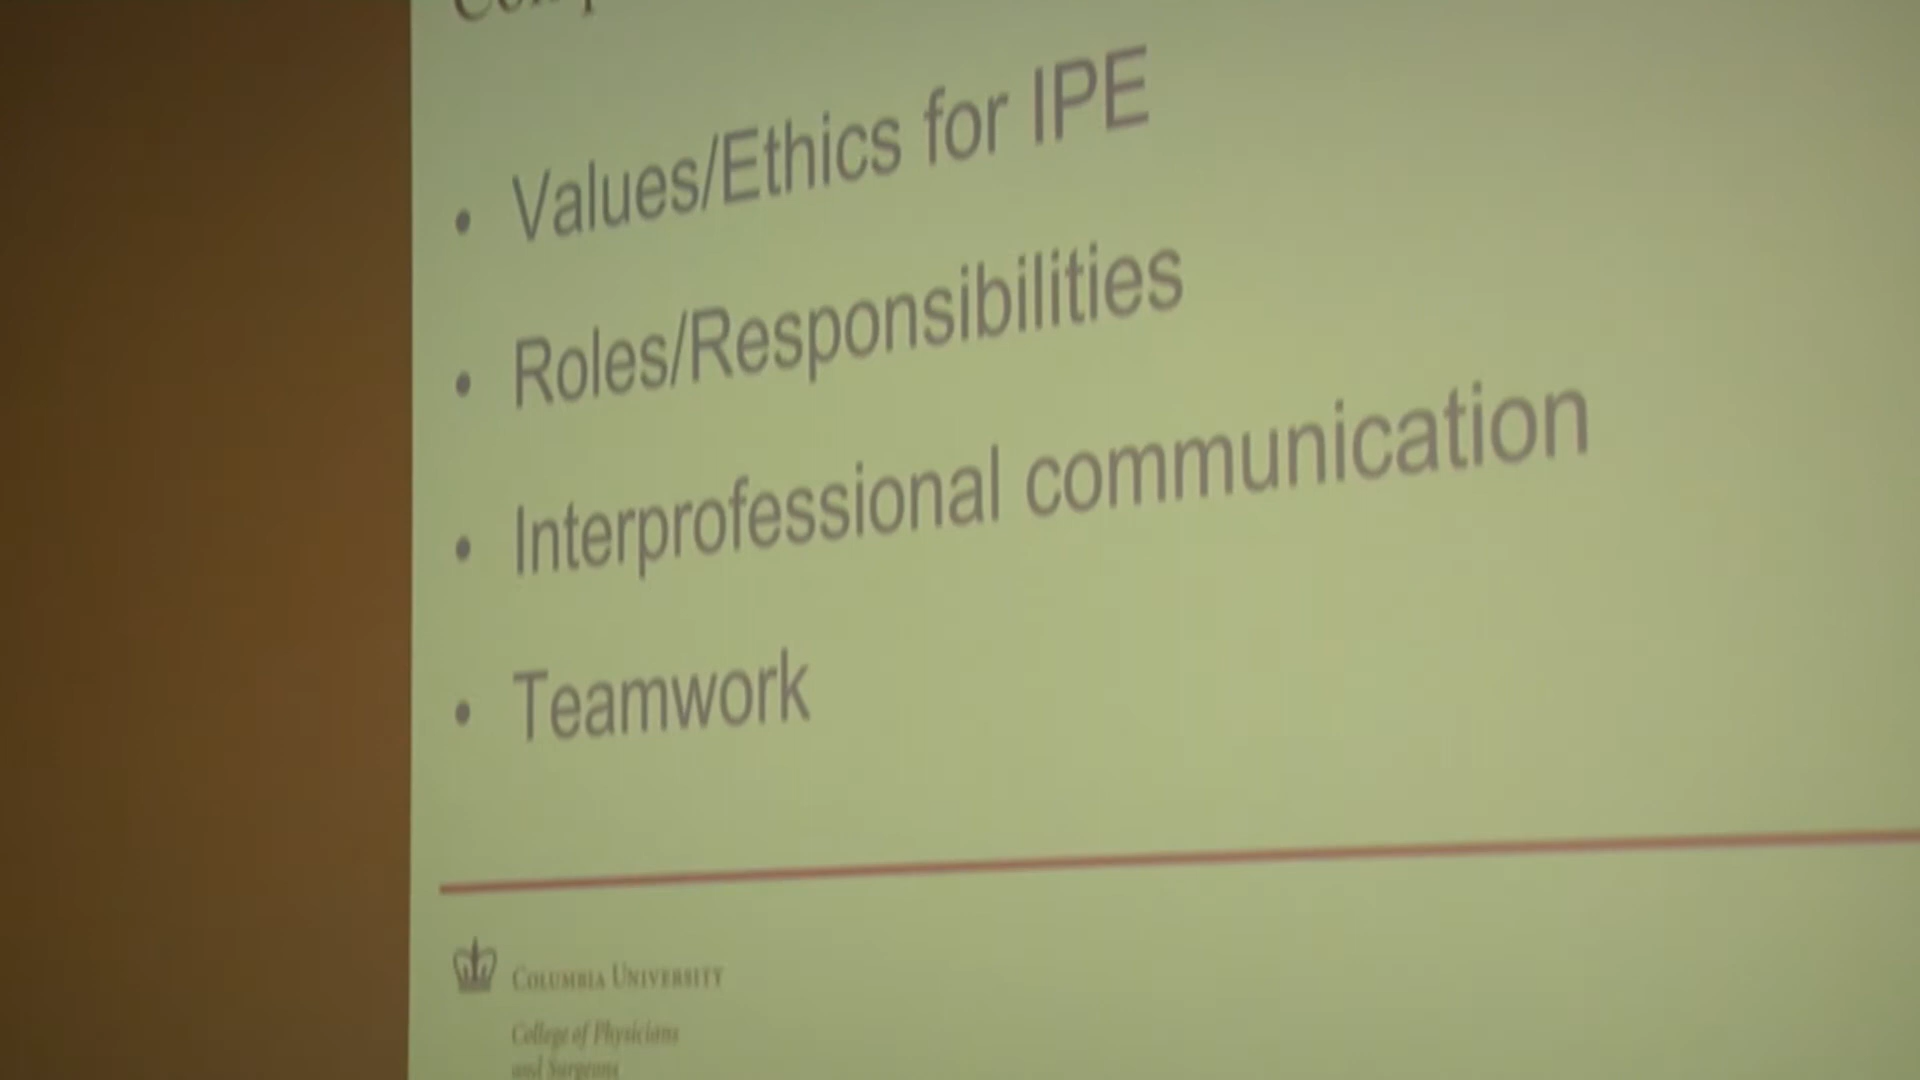 • Values/Ethics for IPE
• Roles/Responsibilities
• Interprofessional communication
• Teamwork
COLUMBIA UNIVERSITY
College of Physicians
and Surgeons